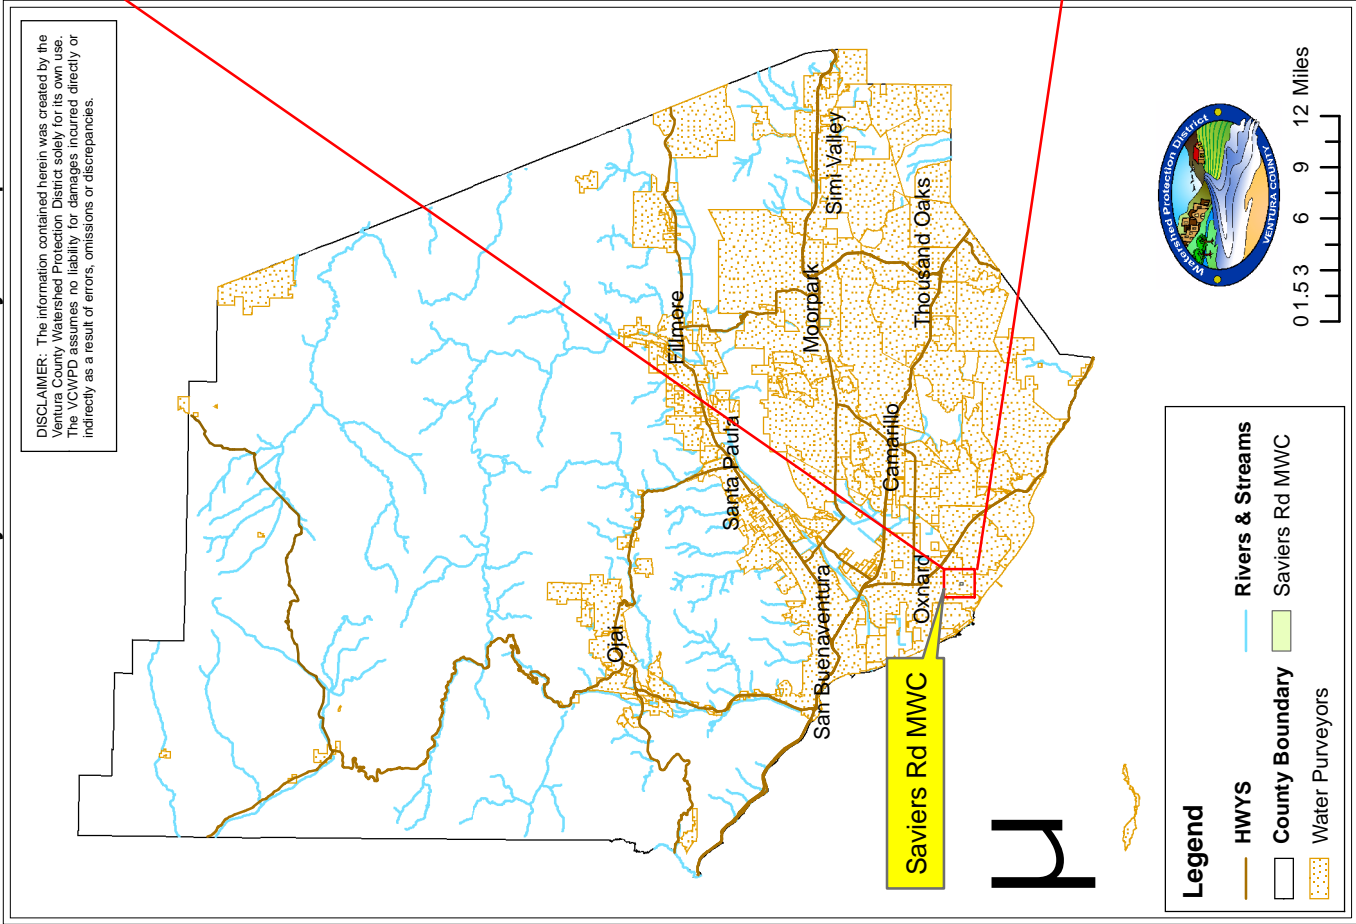 DISCLAIMER: The information contained herein was created by the
Ventura County Watershed Protection District solely for its own use.
The VCWPD assumes no liability for damages incurred directly or
indirectly as a result of errors, omissions or discrepancies.
Ojai
Santa Paula
Fillmore
San Buenaventura
Oxnard
Camarillo
Moorpark
Simi Valley
Thousand Oaks
Saviers Rd MWC
µ
Legend
HWYS
Rivers & Streams
County Boundary
Saviers Rd MWC
Water Purveyors
Watershed Protection District
VENTURA COUNTY
0 1.5 3 6 9 12 Miles